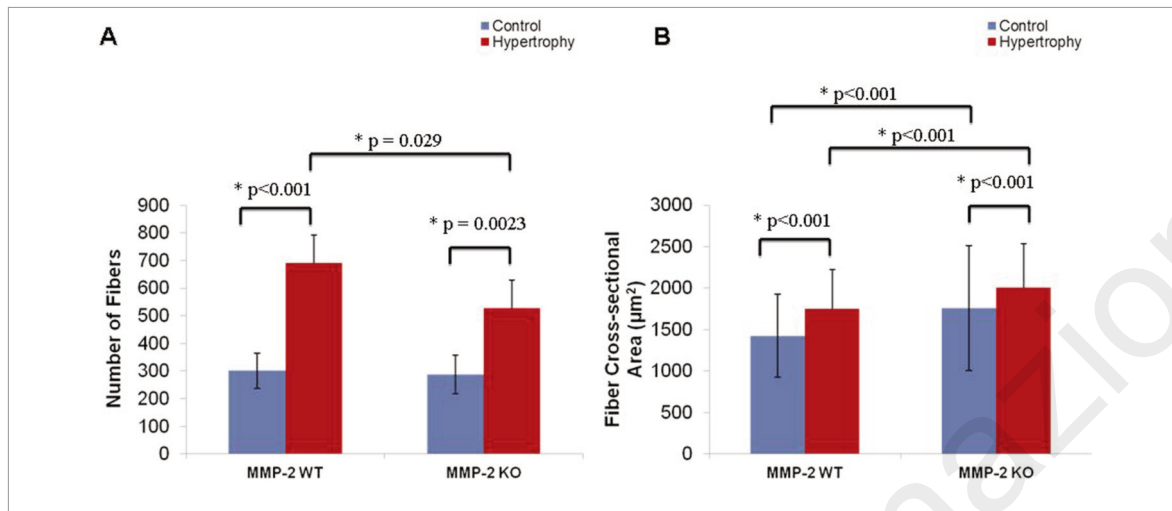 A
Control
Hypertrophy
* p = 0.029
* p<0.001
* p = 0.0023
Number of Fibers
900
800
700
600
500
400
300
200
100
0
MMP-2 WT
MMP-2 KO
B
Control
Hypertrophy
* p<0.001
* p<0.001
* p<0.001
* p<0.001
Fiber Cross-sectional
Area (µm²)
3000
2500
2000
1500
1000
500
0
MMP-2 WT
MMP-2 KO